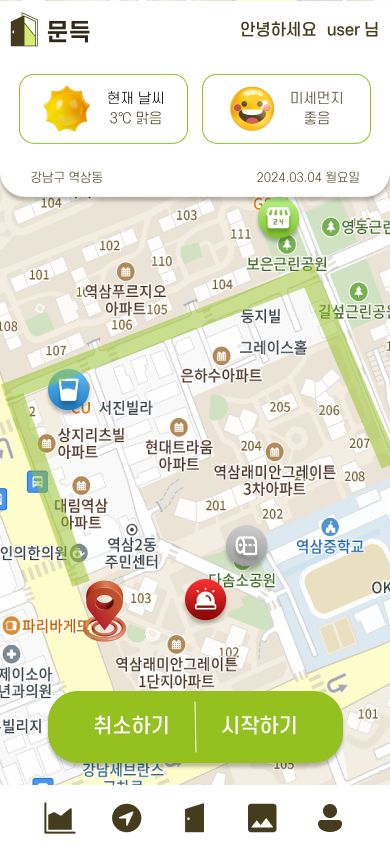 문득
안녕하세요 user 님
현재 날씨
3℃ 맑음
미세먼지
좋음
강남구 역삼동
2024.03.04 월요일
104
103
111
24
영동근린
102
보은근린공원
101
110
104
역삼푸르지오
아파트
105
106
둥지빌
길섶근린공원
108
107
그레이스홀
은하수아파트
CU
서진빌라
205
206
2
상지리츠빌
아파트
현대트라움
아파트
204
207
역삼래미안그레이튼
3차아파트
208
대림역삼
아파트
201
202
역삼2동
주민센터
역삼중학교
인의한의원
단솔소공원
103
파리바게뜨
역삼래미안그레이튼
1단지아파트
102
제이소아
년과의원
빌리지
101
취소하기
시작하기
강남세브란스
105